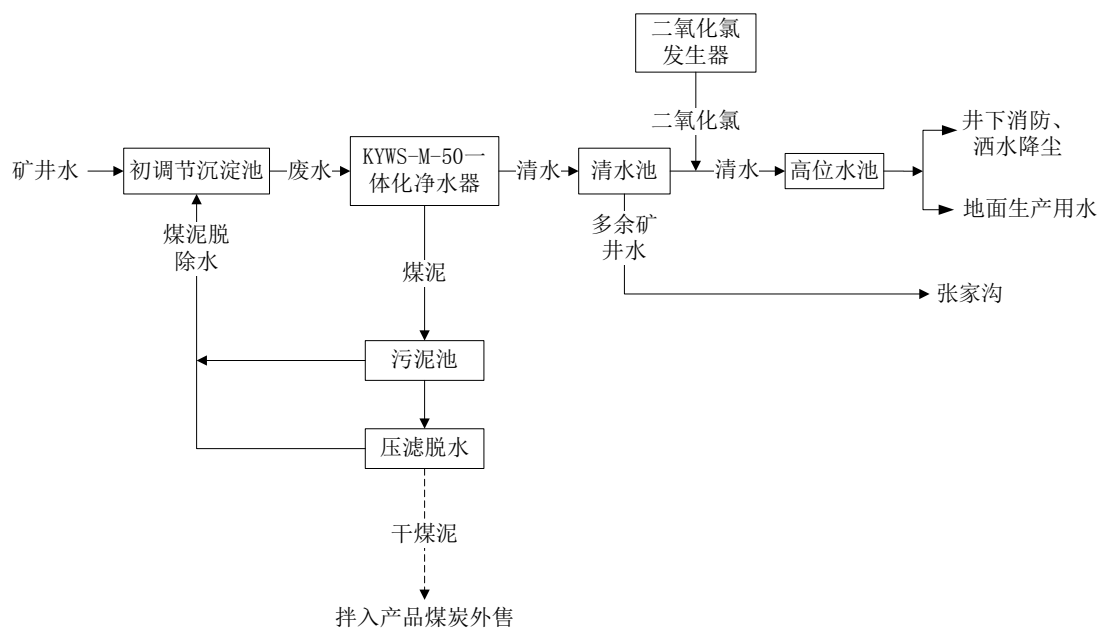 二氧化氯
发生器
二氧化氯
井下消防、
洒水降尘
矿井水
初调节沉淀池
废水
KYWS-M-50一
体化净水器
清水
清水池
清水
高位水池
地面生产用水
煤泥脱
除水
多余矿
井水
煤泥
张家沟
污泥池
压滤脱水
干煤泥
拌入产品煤炭外售